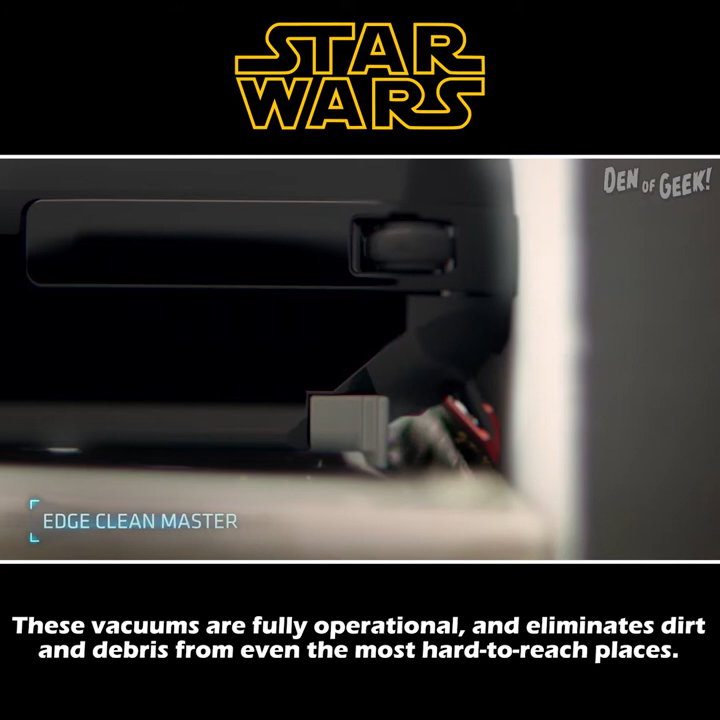 STAR
WARS
DEN OF GEEK!
EDGE CLEAN MASTER
These vacuums are fully operational, and eliminates dirt
and debris from even the most hard-to-reach places.